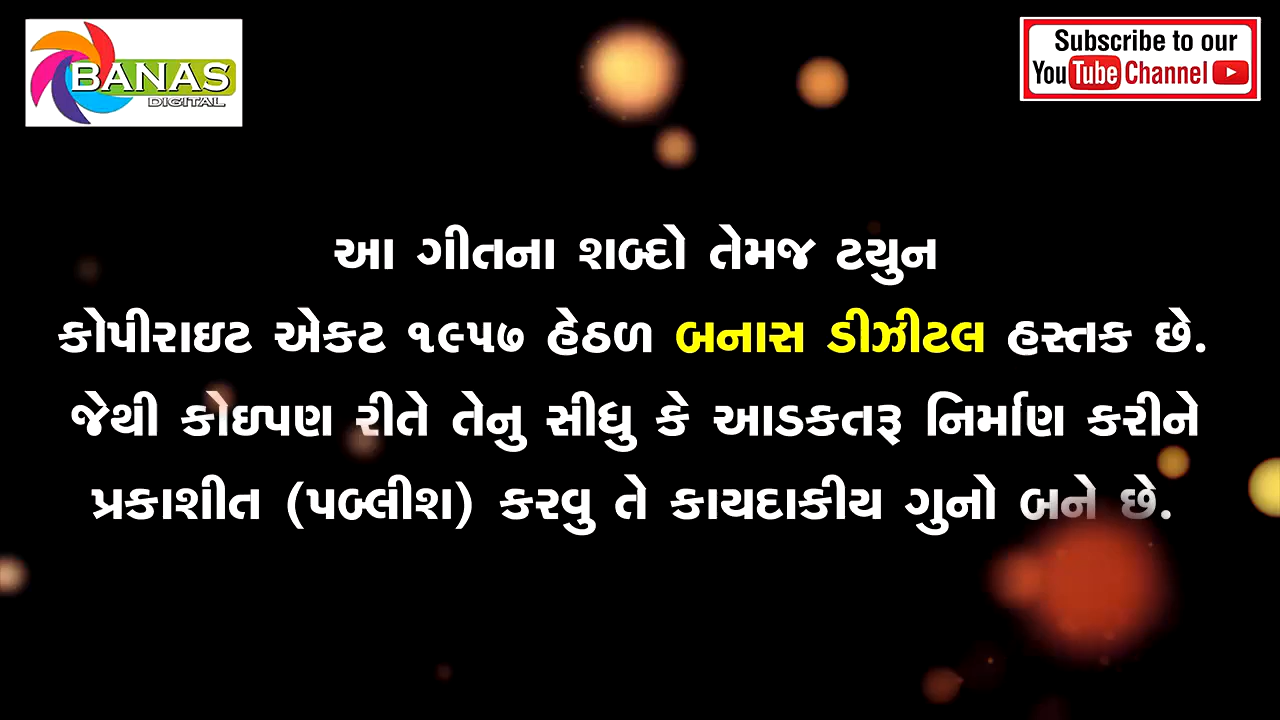 BANAS
DIGITAL
Subscribe to our
YouTube Channel
આ ગીતના શબ્દો તેમજ ટયુન
કોપીરાઇટ એકટ ૧૯૫૭ હેઠળ બનાસ ડીઝીટલ હસ્તક છે.
જેથી કોઇપણ રીતે તેનુ સીધુ કે આડકતરૂ નિર્માણ કરીને
પ્રકાશીત (પબ્લીશ) કરવુ તે કાયદાકીય ગુનો બને છે.